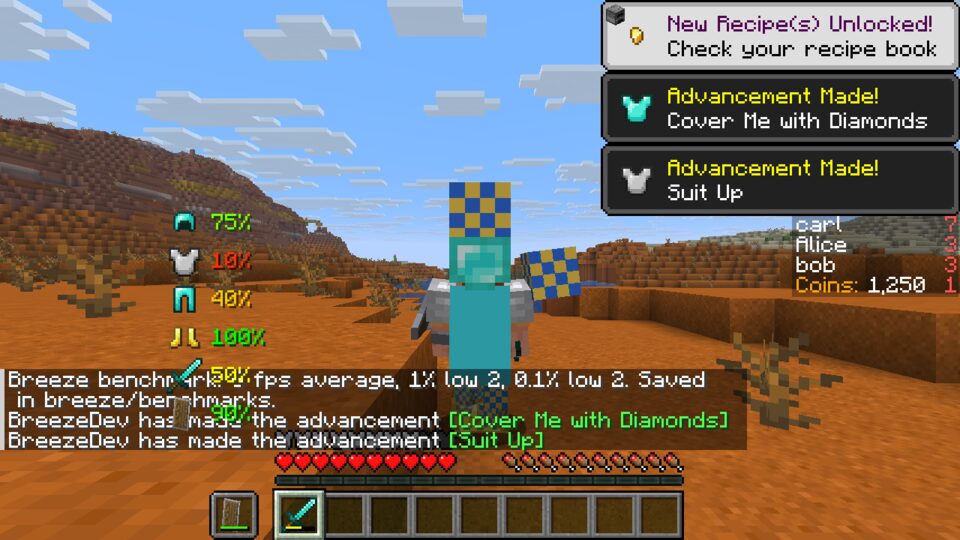 New Recipe(s) Unlocked!
Check your recipe book
Advancement Made!
Cover Me with Diamonds
Advancement Made!
Suit Up
carl 7
Alice 3
bob 3
Coins: 1,250 1
75%
10%
40%
100%
50%
90%
Breeze fps average, 1% low 2, 0.1% low 2. Saved
in breeze/benchmarks.
BreezeDev has made the advancement [Cover Me with Diamonds]
BreezeDev has made the advancement [Suit Up]